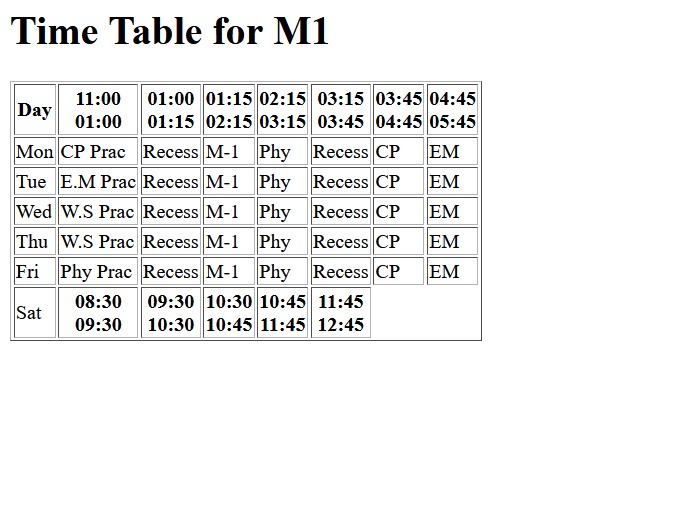 Time Table for M1
Day 11:00 01:00 01:15 02:15 03:15 03:45 04:45
01:00 01:15 02:15 03:15 03:45 04:45 05:45
Mon CP Prac Recess M-1 Phy Recess CP EM
Tue E.M Prac Recess M-1 Phy Recess CP EM
Wed W.S Prac Recess M-1 Phy Recess CP EM
Thu W.S Prac Recess M-1 Phy Recess CP EM
Fri Phy Prac Recess M-1 Phy Recess CP EM
Sat 08:30 09:30 10:30 10:45 11:45
09:30 10:30 10:45 11:45 12:45